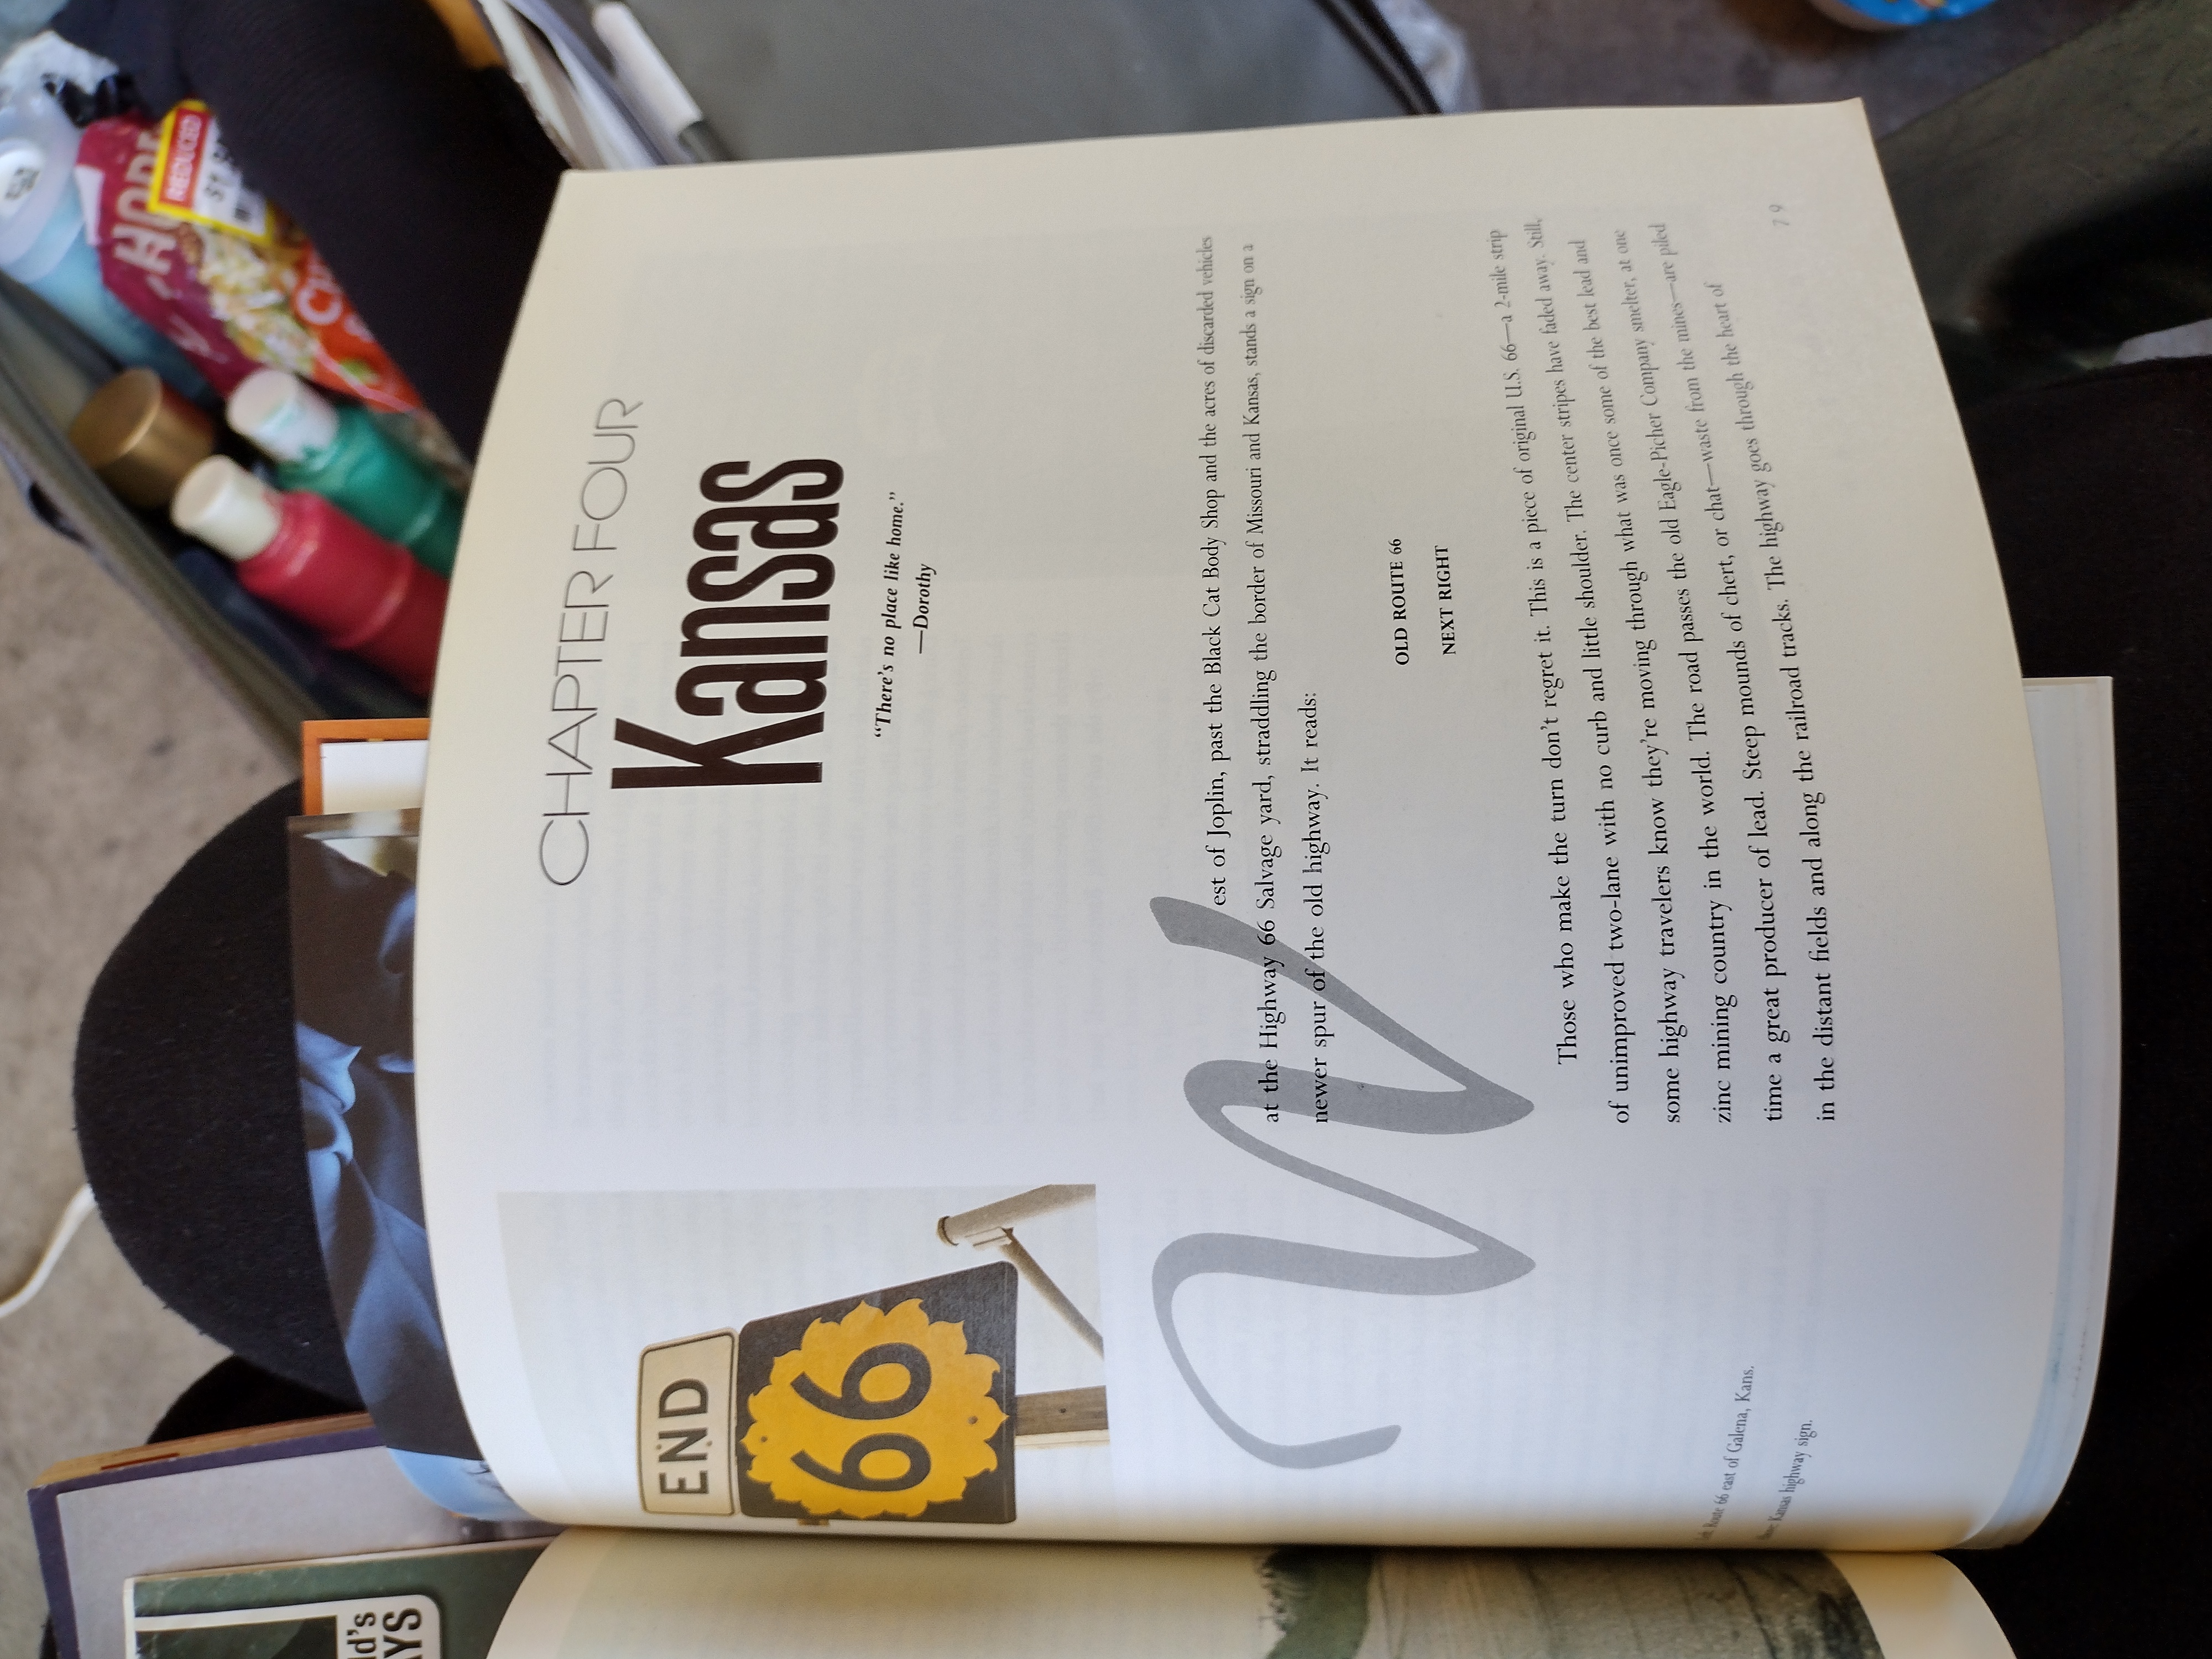 CHAPTER FOUR
Kansas
“There’s no place like home.”
—Dorothy
END
66
West of Joplin, past the Black Cat Body Shop and the acres of discarded vehicles
at the Highway 66 Salvage yard, straddling the border of Missouri and Kansas, stands a sign on a
newer spur of the old highway. It reads:
OLD ROUTE 66
NEXT RIGHT
Those who make the turn don’t regret it. This is a piece of original U.S. 66—a 2-mile strip
of unimproved two-lane with no curb and little shoulder. The center stripes have faded away. Still,
some highway travelers know they’re moving through what was once some of the best lead and
zinc mining country in the world. The road passes the old Eagle-Picher Company smelter, at one
time a great producer of lead. Steep mounds of chert, or chat—waste from the mines—are piled
in the distant fields and along the railroad tracks. The highway goes through the heart of
Route 66 east of Galena, Kans.
Kansas highway sign.
79
REDUCED
ld’s
AYS